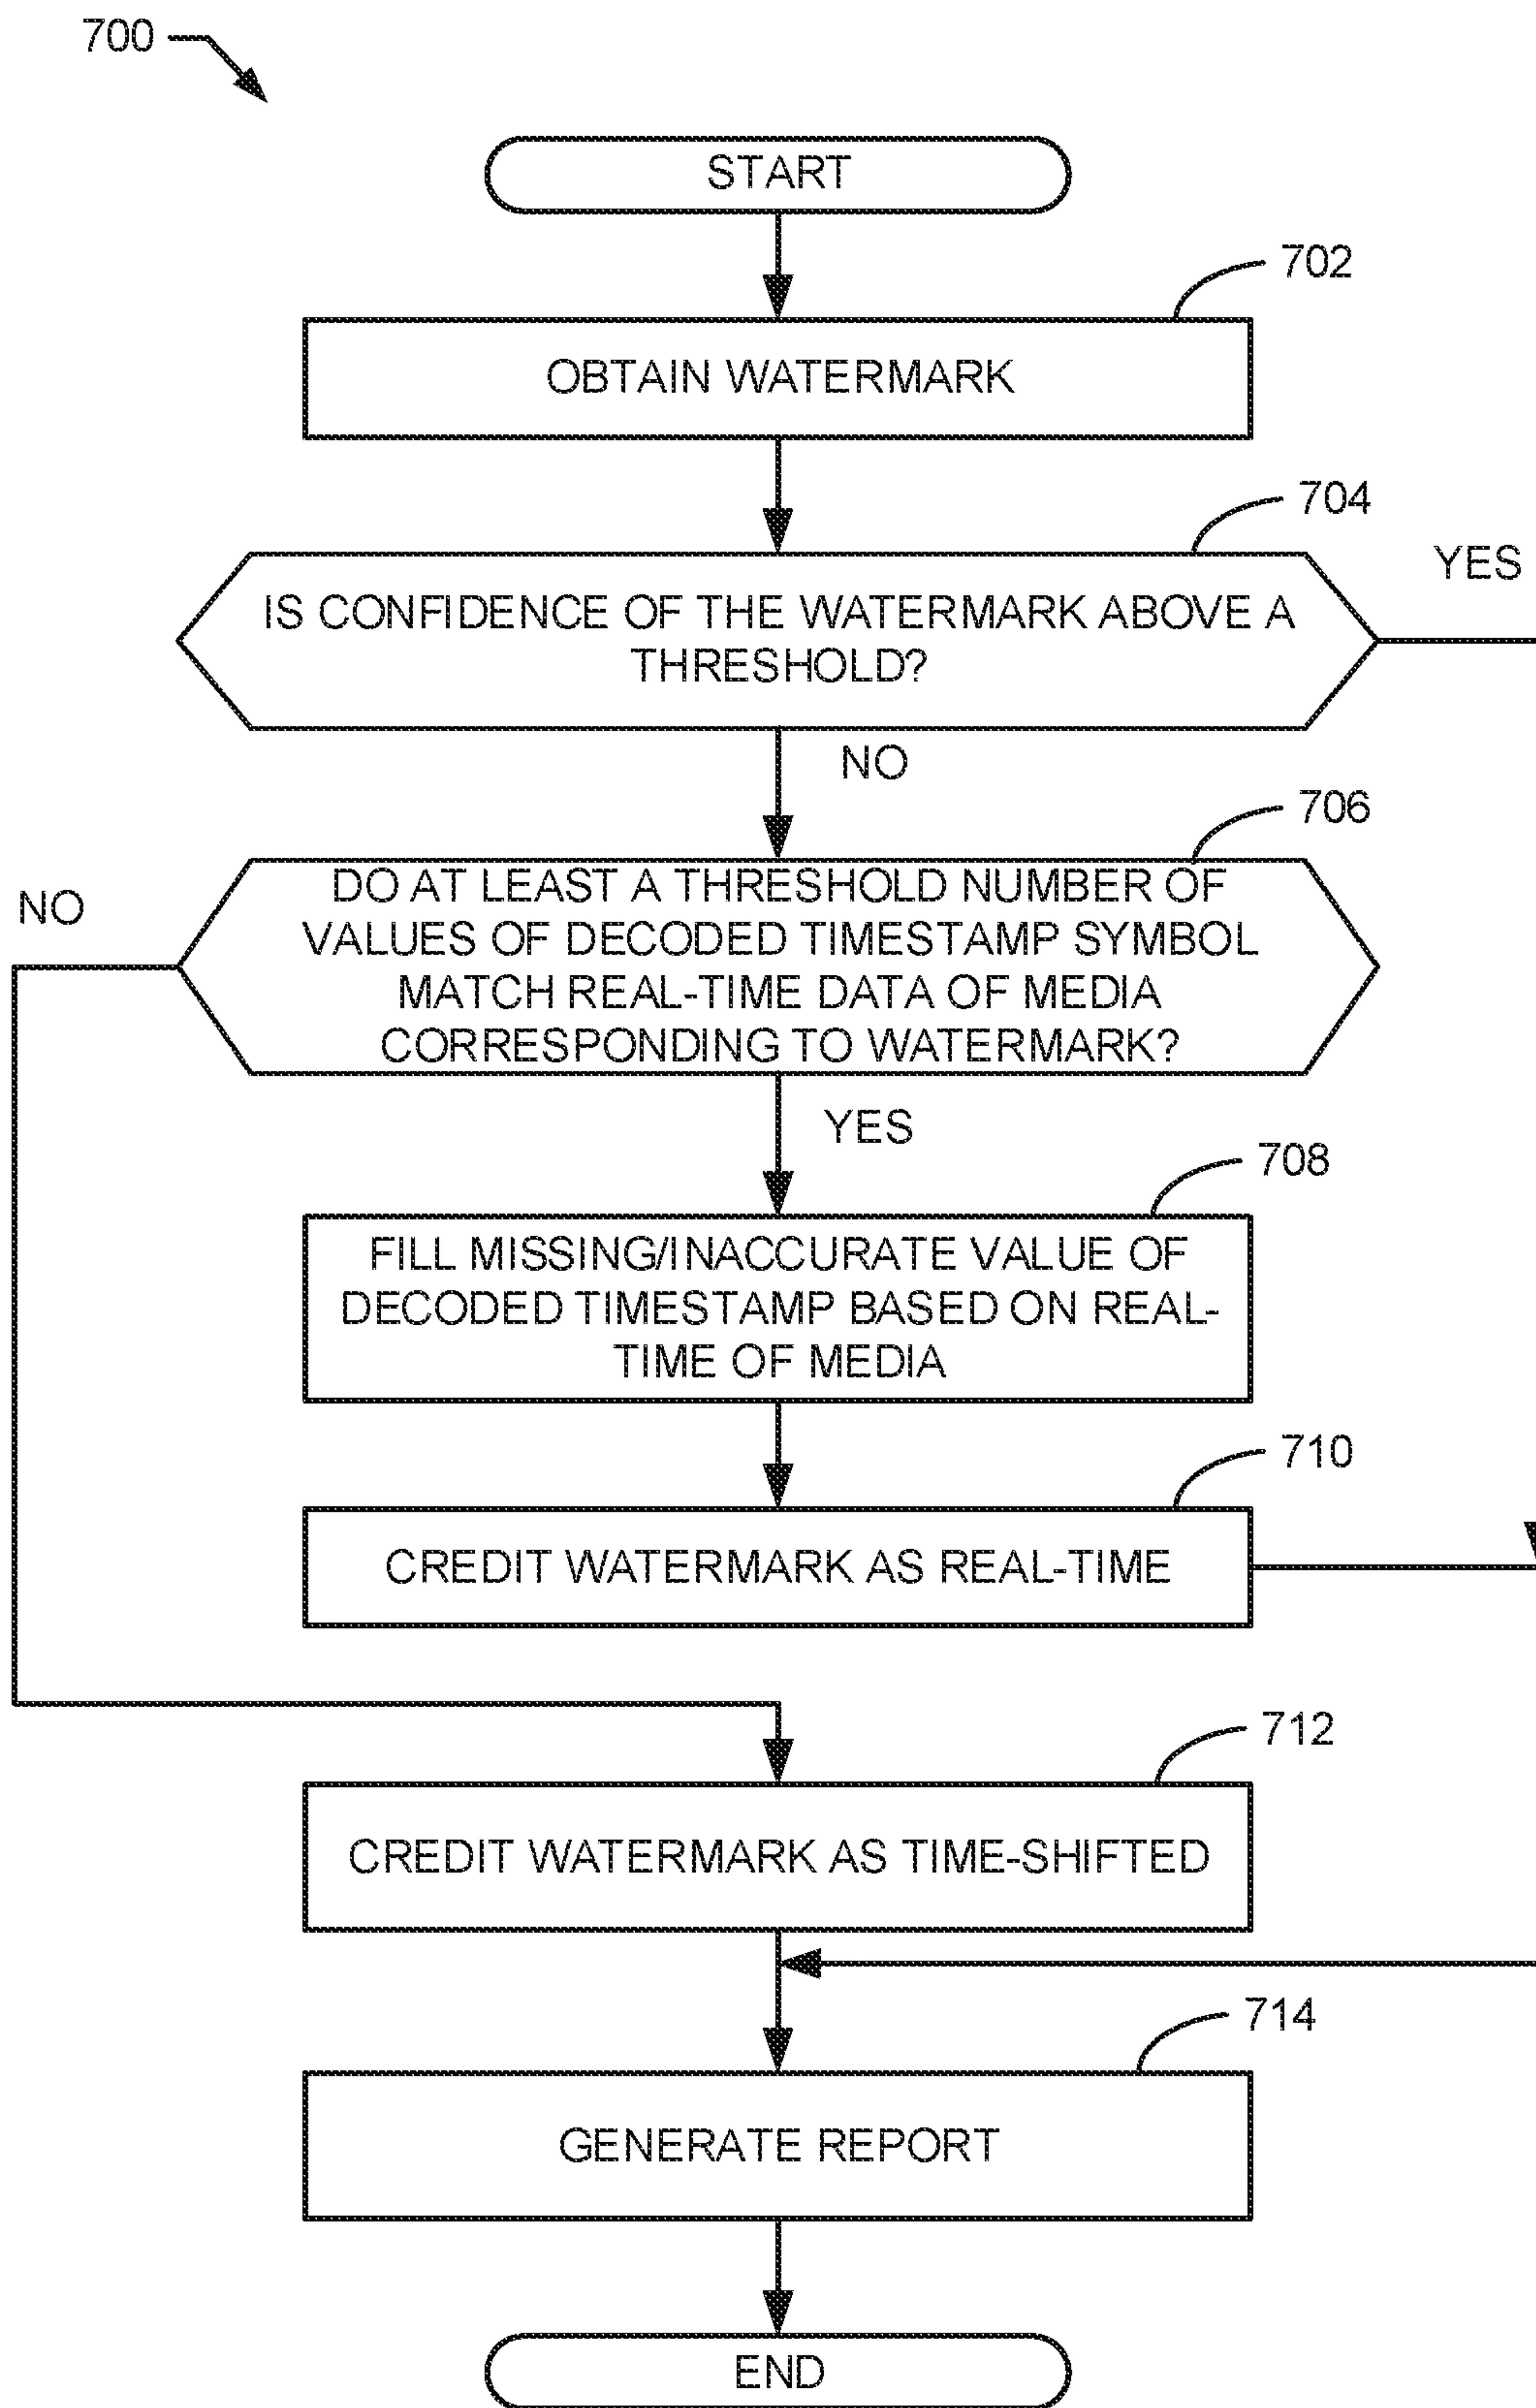 700
START
702
OBTAIN WATERMARK
704
YES
IS CONFIDENCE OF THE WATERMARK ABOVE A
THRESHOLD?
NO
706
NO
DO AT LEAST A THRESHOLD NUMBER OF
VALUES OF DECODED TIMESTAMP SYMBOL
MATCH REAL-TIME DATA OF MEDIA
CORRESPONDING TO WATERMARK?
YES
708
FILL MISSING/INACCURATE VALUE OF
DECODED TIMESTAMP BASED ON REAL-
TIME OF MEDIA
710
CREDIT WATERMARK AS REAL-TIME
712
CREDIT WATERMARK AS TIME-SHIFTED
714
GENERATE REPORT
END